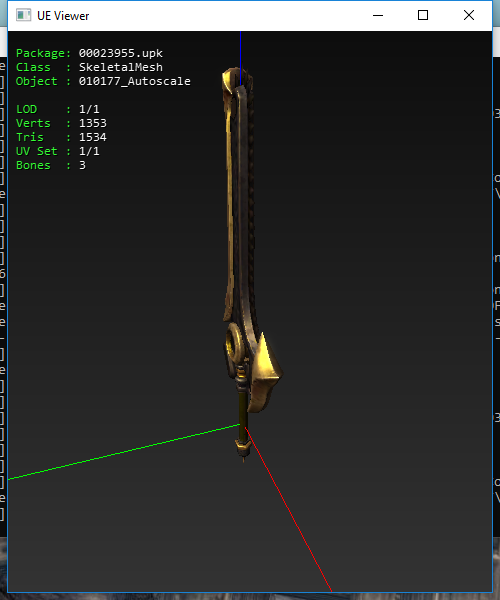 UE Viewer
Package: 00023955.upk
Class : SkeletalMesh
Object : 010177_Autoscale
LOD : 1/1
Verts : 1353
Tris : 1534
UV Set : 1/1
Bones : 3